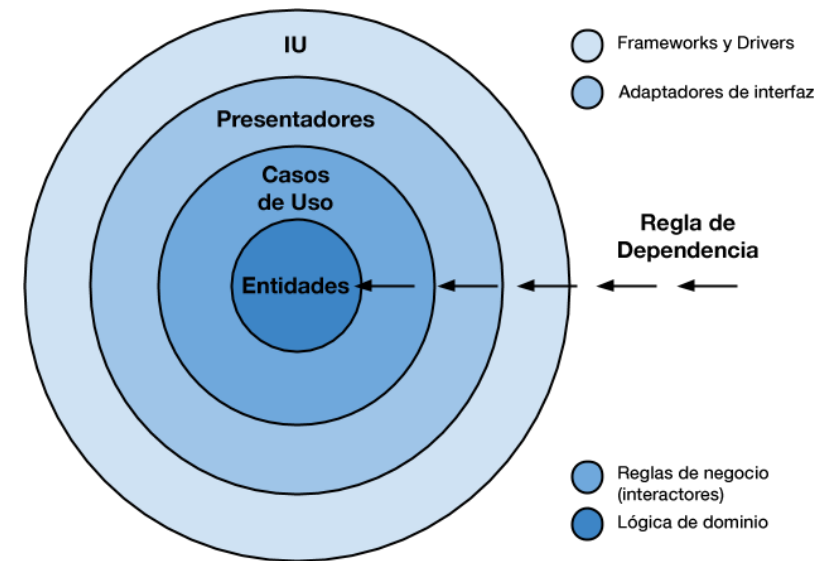 IU
Presentadores
Casos
de Uso
Entidades
Frameworks y Drivers
Adaptadores de interfaz
Regla de
Dependencia
Reglas de negocio
(interactores)
Lógica de dominio